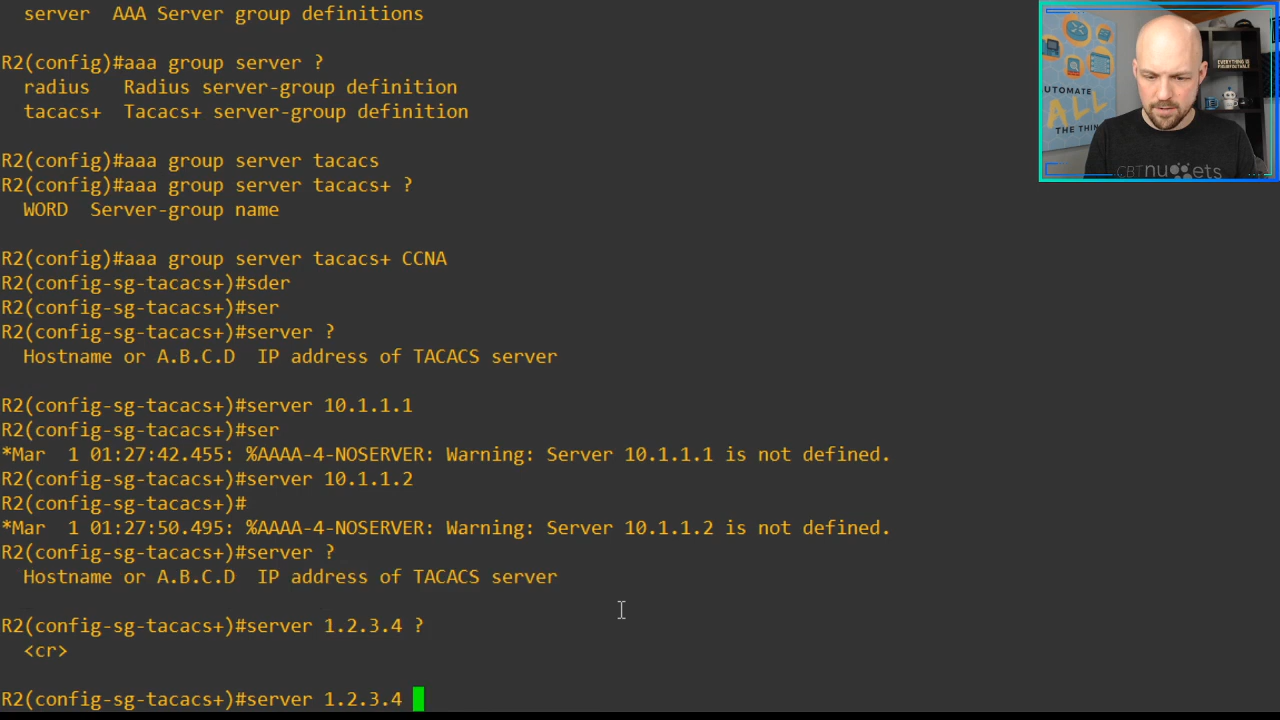 server  AAA Server group definitions
R2(config)#aaa group server ?
radius   Radius server-group definition
tacacs+  Tacacs+ server-group definition
R2(config)#aaa group server tacacs
R2(config)#aaa group server tacacs+ ?
WORD  Server-group name
R2(config)#aaa group server tacacs+ CCNA
R2(config-sg-tacacs+)#sder
R2(config-sg-tacacs+)#ser
R2(config-sg-tacacs+)#server ?
Hostname or A.B.C.D  IP address of TACACS server
R2(config-sg-tacacs+)#server 10.1.1.1
R2(config-sg-tacacs+)#ser
*Mar  1 01:27:42.455: %AAAA-4-NOSERVER: Warning: Server 10.1.1.1 is not defined.
R2(config-sg-tacacs+)#server 10.1.1.2
R2(config-sg-tacacs+)#
*Mar  1 01:27:50.495: %AAAA-4-NOSERVER: Warning: Server 10.1.1.2 is not defined.
R2(config-sg-tacacs+)#server ?
Hostname or A.B.C.D  IP address of TACACS server
R2(config-sg-tacacs+)#server 1.2.3.4 ?
<cr>
R2(config-sg-tacacs+)#server 1.2.3.4
UTOMATE
ALL
THE THIN
CBTnuggets